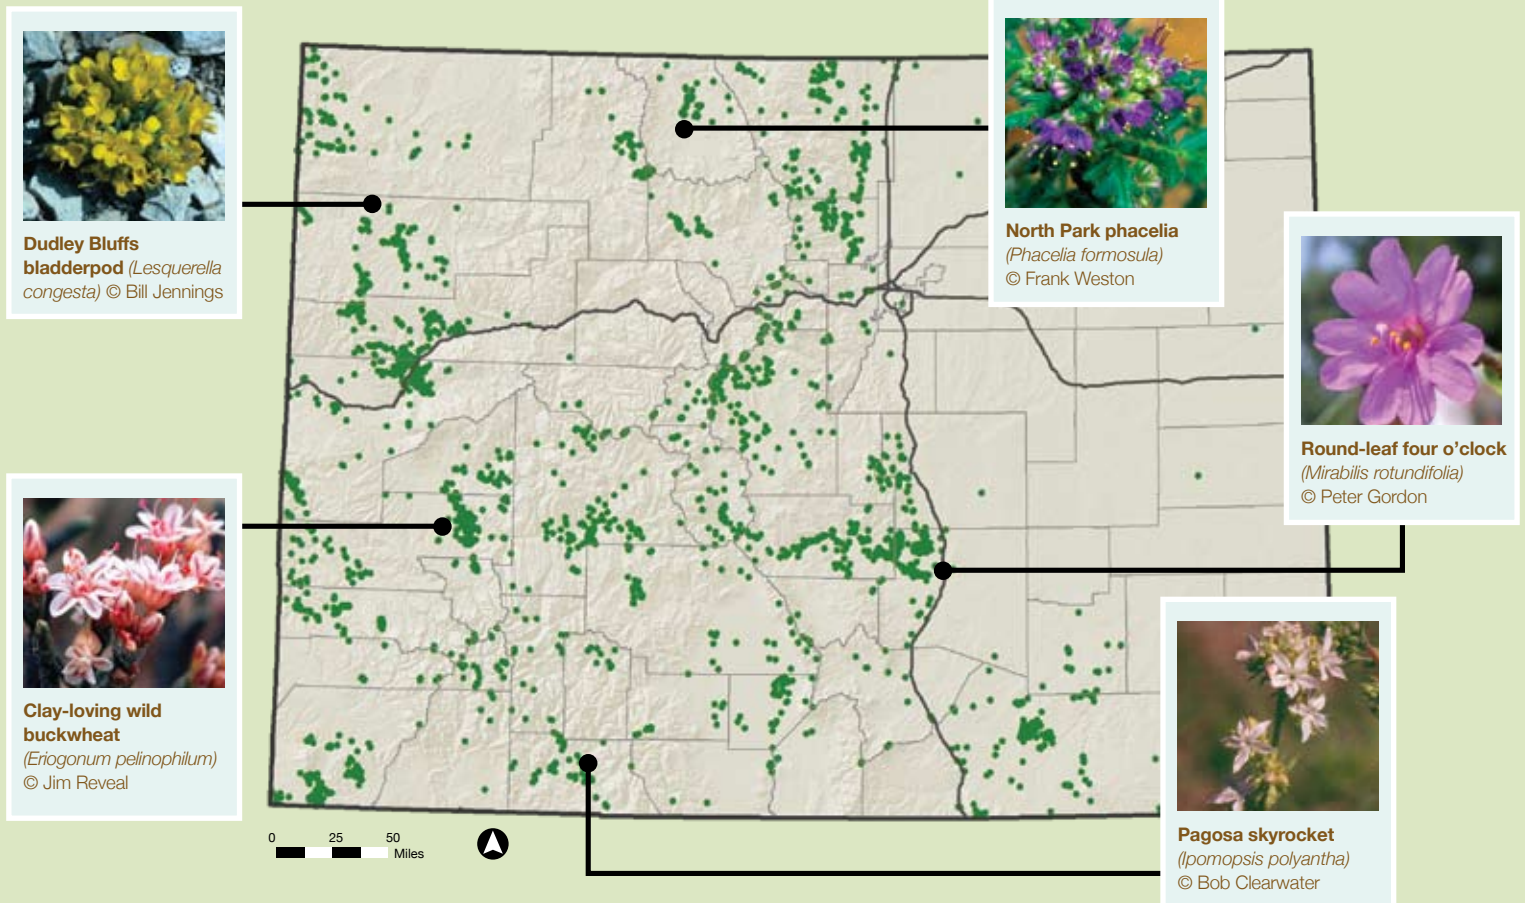 Dudley Bluffs
bladderpod (Lesquerella
congesta) © Bill Jennings
North Park phacelia
(Phacelia formosula)
© Frank Weston
Round-leaf four o’clock
(Mirabilis rotundifolia)
© Peter Gordon
Clay-loving wild
buckwheat
(Eriogonum pelinophilum)
© Jim Reveal
Pagosa skyrocket
(Ipomopsis polyantha)
© Bob Clearwater
0 25 50
Miles